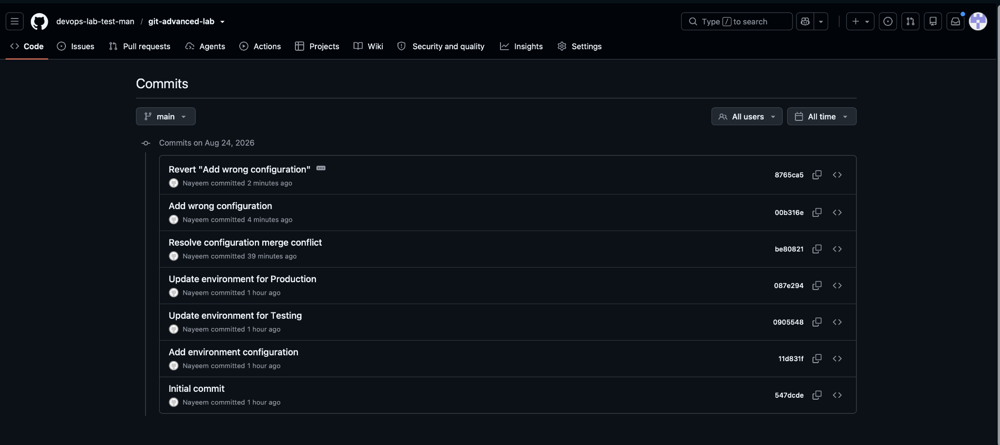 devops-lab-test-man / git-advanced-lab
Type / to search
Code Issues Pull requests Agents Actions Projects Wiki Security and quality Insights Settings
Commits
main
All users All time
Commits on Aug 24, 2026
Revert "Add wrong configuration"
Nayeem committed 2 minutes ago
8765ca5
Add wrong configuration
Nayeem committed 4 minutes ago
00b316e
Resolve configuration merge conflict
Nayeem committed 39 minutes ago
be80821
Update environment for Production
Nayeem committed 1 hour ago
087e294
Update environment for Testing
Nayeem committed 1 hour ago
0905548
Add environment configuration
Nayeem committed 1 hour ago
11d831f
Initial commit
Nayeem committed 1 hour ago
547dcde